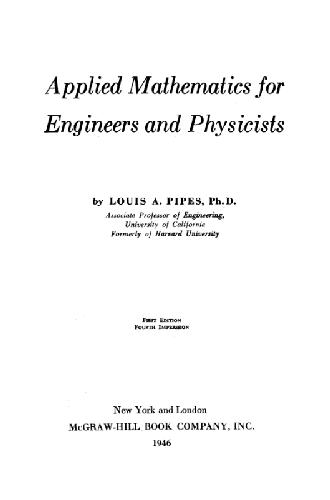 Applied Mathematics for
Engineers and Physicists
by LOUIS A. PIPES, Ph.D.
Associate Professor of Engineering,
University of California
Formerly of Harvard University
First Edition
Fourth Impression
New York and London
McGRAW-HILL BOOK COMPANY, INC.
1946